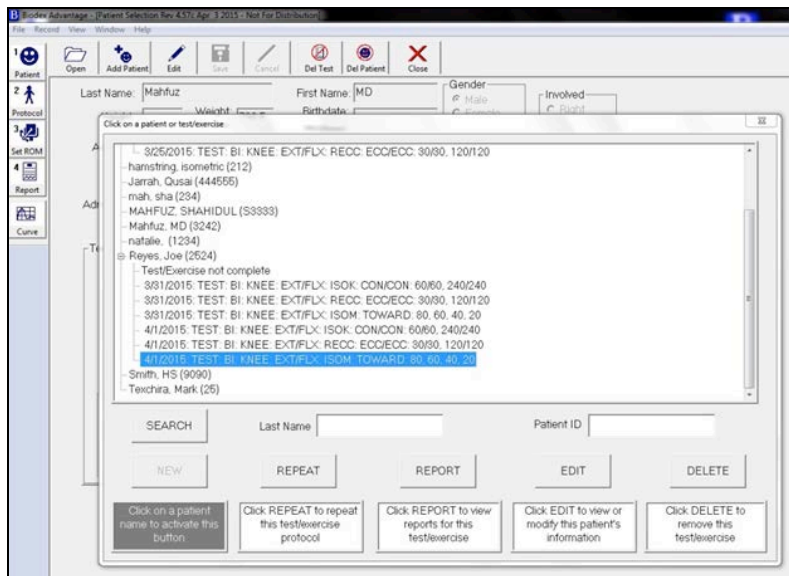 Biodex Advantage - [Patient Selection Rev 4.57c Apr 3 2015 - Not For Distribution]
File Record View Window Help
1 Patient
Open
Add Patient
Edit
Save
Cancel
Del Test
Del Patient
Close
2 Protocol
3 Set ROM
4 Report
Curve
Last Name: Mahfuz
First Name: MD
Gender
Male
Involved
Right
Weight
Birthdate:
Click on a patient or test/exercise
3/25/2015: TEST: BI: KNEE: EXT/FLX: RECC: ECC/ECC: 30/30, 120/120
hamstring, isometric (212)
Jarrah, Qusai (444555)
mah, sha (234)
MAHFUZ, SHAHIDUL (S3333)
Mahfuz, MD (3242)
natalie, (1234)
Reyes, Joe (2524)
Test/Exercise not complete
3/31/2015: TEST: BI: KNEE: EXT/FLX: ISOK: CON/CON: 60/60, 240/240
3/31/2015: TEST: BI: KNEE: EXT/FLX: RECC: ECC/ECC: 30/30, 120/120
3/31/2015: TEST: BI: KNEE: EXT/FLX: ISOM: TOWARD: 80, 60, 40, 20
4/1/2015: TEST: BI: KNEE: EXT/FLX: ISOK: CON/CON: 60/60, 240/240
4/1/2015: TEST: BI: KNEE: EXT/FLX: RECC: ECC/ECC: 30/30, 120/120
4/1/2015: TEST: BI: KNEE: EXT/FLX: ISOM: TOWARD: 80, 60, 40, 20
Smith, HS (9090)
Texchira, Mark (25)
SEARCH
Last Name
Patient ID
NEW
REPEAT
REPORT
EDIT
DELETE
Click on a patient
name to activate this
button
Click REPEAT to repeat
this test/exercise
protocol
Click REPORT to view
reports for this
test/exercise
Click EDIT to view or
modify this patient's
information
Click DELETE to
remove this
test/exercise